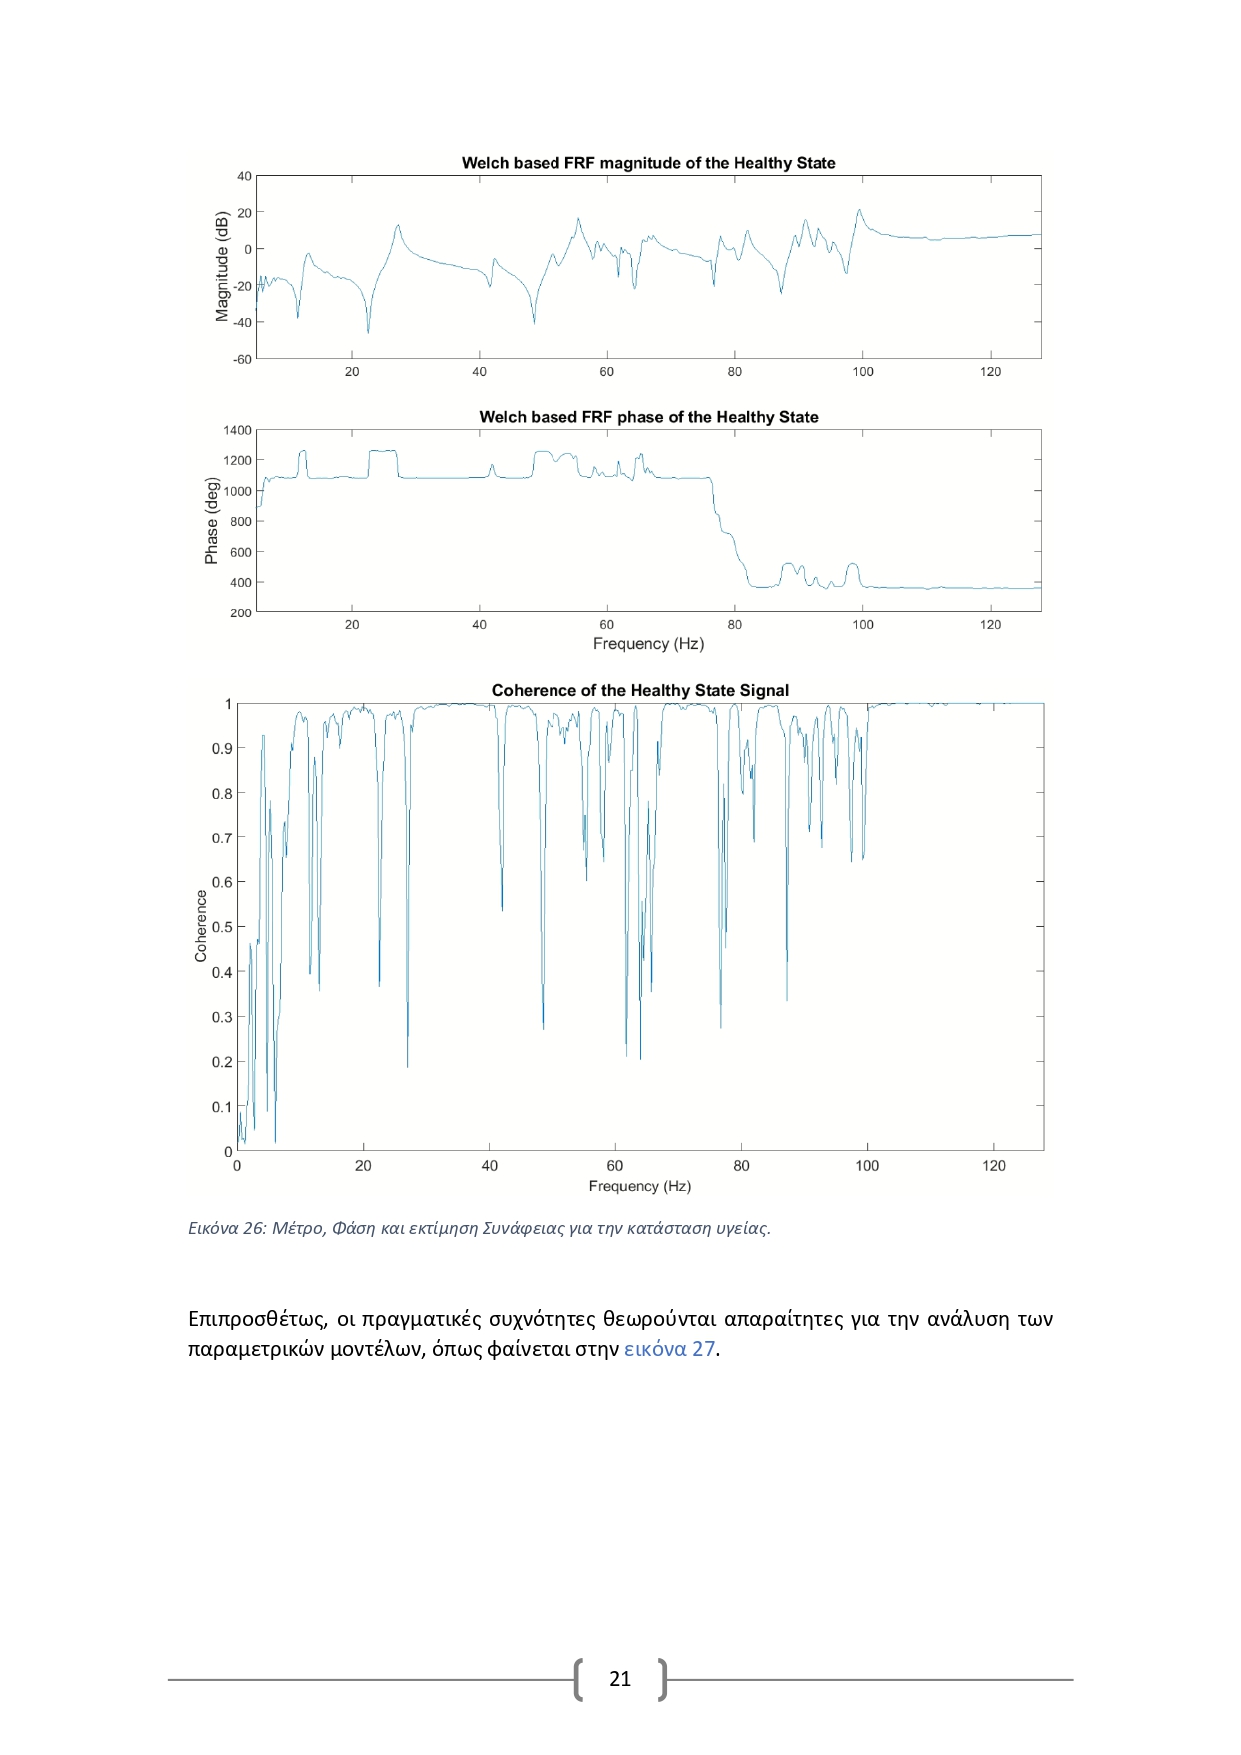 Welch based FRF magnitude of the Healthy State
40
20
0
-20
-40
-60
Magnitude (dB)
20 40 60 80 100 120
Welch based FRF phase of the Healthy State
1400
1200
1000
800
600
400
200
Phase (deg)
20 40 60 80 100 120
Frequency (Hz)
Coherence of the Healthy State Signal
1
0.9
0.8
0.7
0.6
0.5
0.4
0.3
0.2
0.1
0
Coherence
0 20 40 60 80 100 120
Frequency (Hz)
Εικόνα 26: Μέτρο, Φάση και εκτίμηση Συνάφειας για την κατάσταση υγείας.
Επιπροσθέτως, οι πραγματικές συχνότητες θεωρούνται απαραίτητες για την ανάλυση των
παραμετρικών μοντέλων, όπως φαίνεται στην εικόνα 27.
21